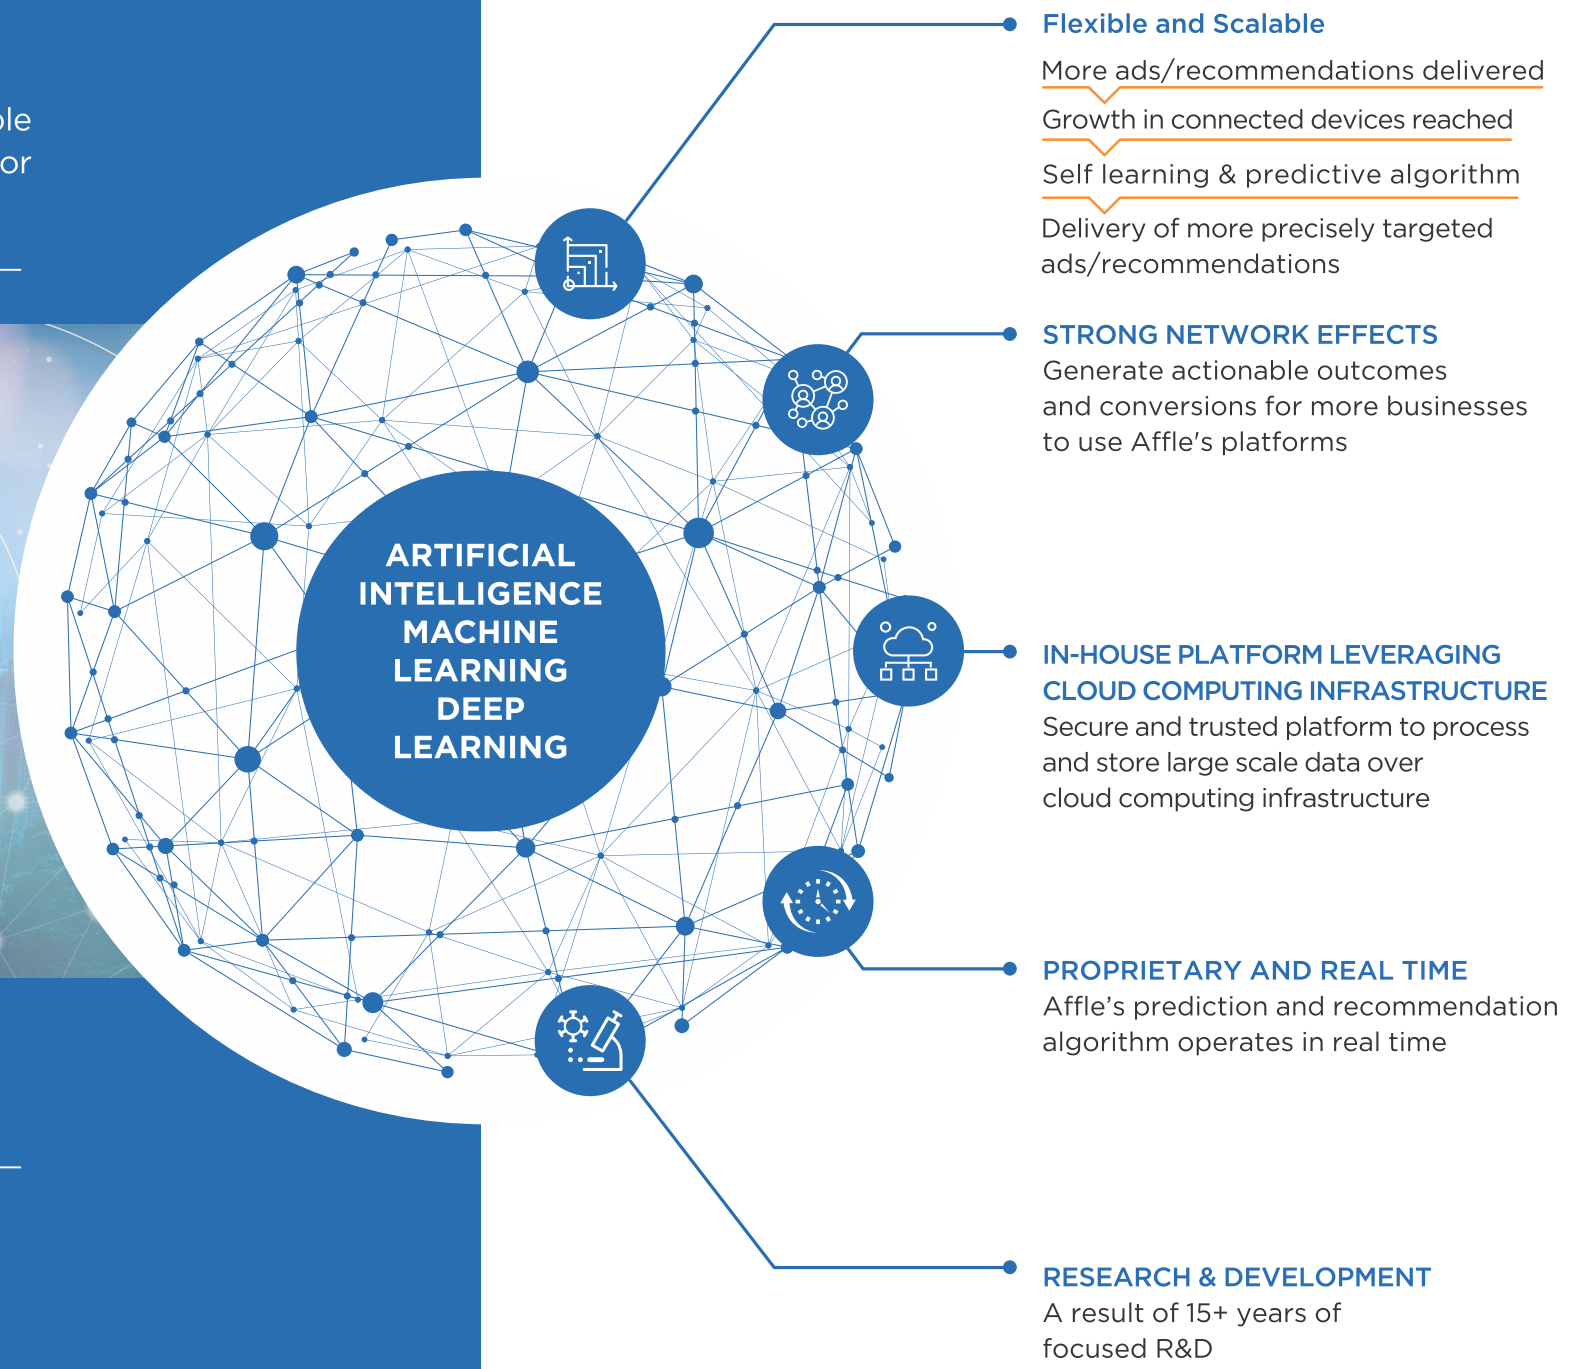 or
ARTIFICIAL
INTELLIGENCE
MACHINE
LEARNING
DEEP
LEARNING
Flexible and Scalable
More ads/recommendations delivered
Growth in connected devices reached
Self learning & predictive algorithm
Delivery of more precisely targeted
ads/recommendations
STRONG NETWORK EFFECTS
Generate actionable outcomes
and conversions for more businesses
to use Affle's platforms
IN-HOUSE PLATFORM LEVERAGING
CLOUD COMPUTING INFRASTRUCTURE
Secure and trusted platform to process
and store large scale data over
cloud computing infrastructure
PROPRIETARY AND REAL TIME
Affle’s prediction and recommendation
algorithm operates in real time
RESEARCH & DEVELOPMENT
A result of 15+ years of
focused R&D